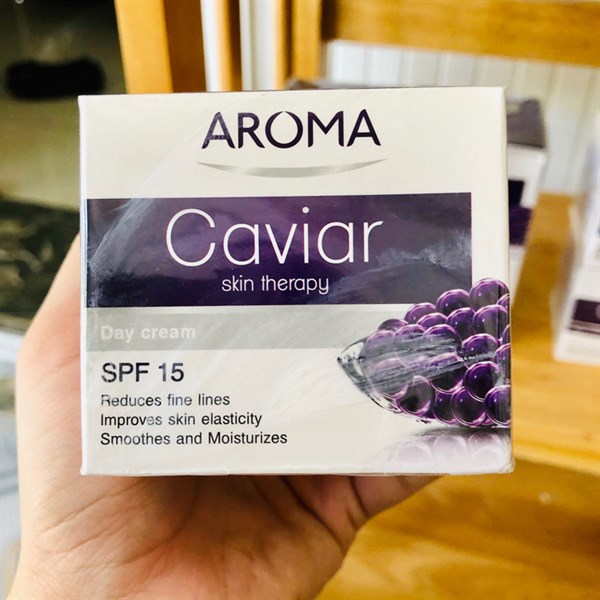 AROMA
Caviar
skin therapy
Day cream
SPF 15
Reduces fine lines
Improves skin elasticity
Smoothes and Moisturizes